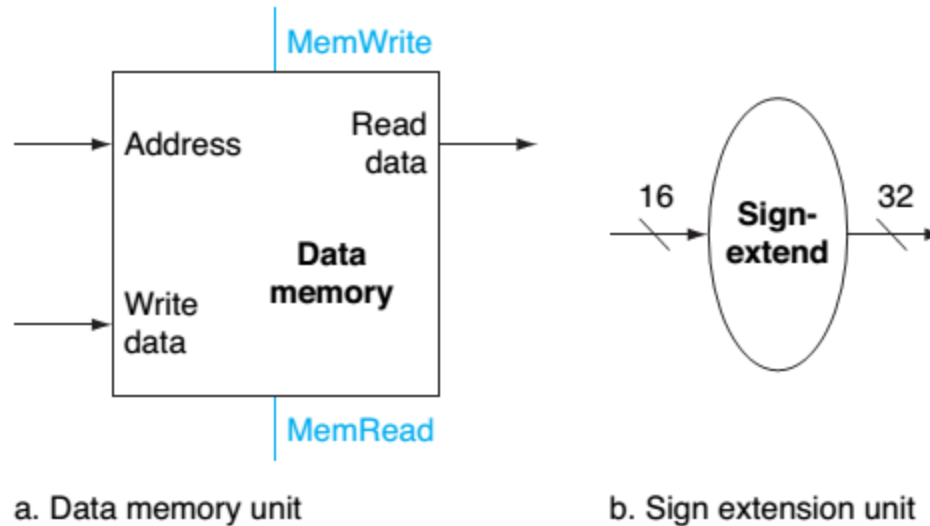 MemWrite
Address
Read
data
Data
memory
Write
data
MemRead
a. Data memory unit
16
Sign-
extend
32
b. Sign extension unit